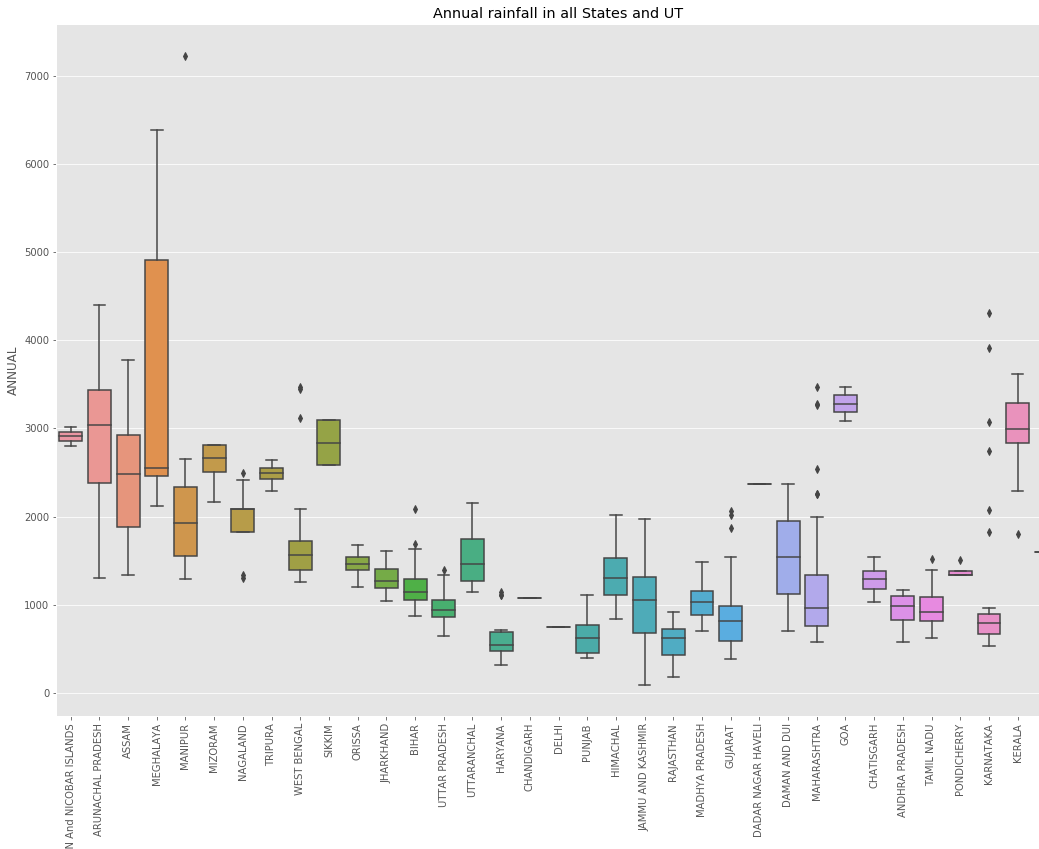 Annual rainfall in all States and UT
ANNUAL
7000
6000
5000
4000
3000
2000
1000
0
N And NICOBAR ISLANDS
ARUNACHAL PRADESH
ASSAM
MEGHALAYA
MANIPUR
MIZORAM
NAGALAND
TRIPURA
WEST BENGAL
SIKKIM
ORISSA
JHARKHAND
BIHAR
UTTAR PRADESH
UTTARANCHAL
HARYANA
CHANDIGARH
DELHI
PUNJAB
HIMACHAL
JAMMU AND KASHMIR
RAJASTHAN
MADHYA PRADESH
GUJARAT
DADAR NAGAR HAVELI
DAMAN AND DUI
MAHARASHTRA
GOA
CHATISGARH
ANDHRA PRADESH
TAMIL NADU
PONDICHERRY
KARNATAKA
KERALA